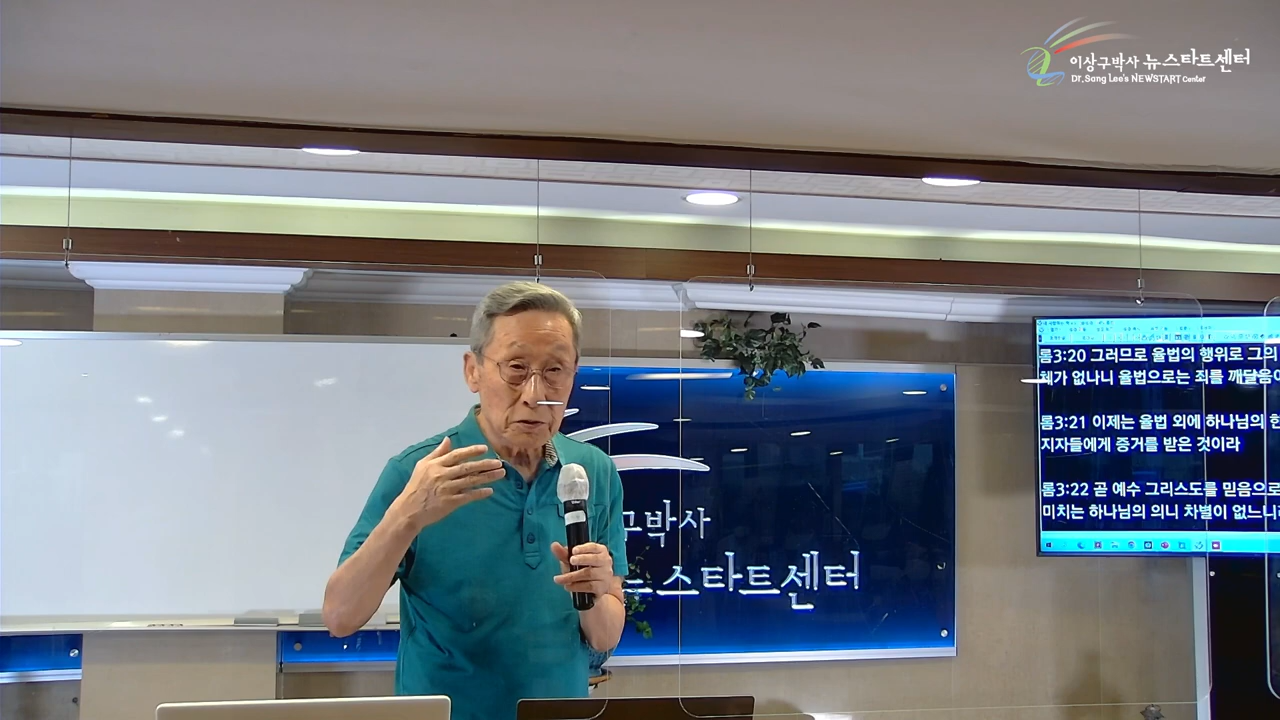 이상구박사 뉴스타트센터
Dr. Sang Lee's NEWSTART Center
구박사
뉴스타트센터
롬3:20 그러므로 율법의 행위로 그의
체가 없나니 율법으로는 죄를 깨달음이
롬3:21 이제는 율법 외에 하나님의 한
지자들에게 증거를 받은 것이라
롬3:22 곧 예수 그리스도를 믿음으로
미치는 하나님의 의니 차별이 없느니라